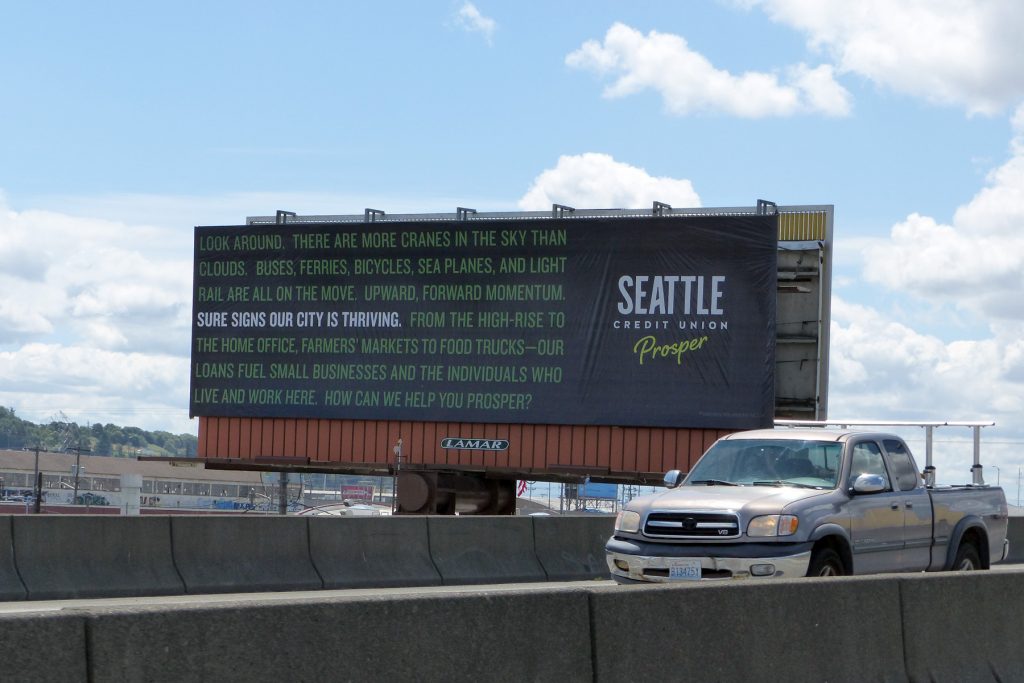 LOOK AROUND. THERE ARE MORE CRANES IN THE SKY THAN
CLOUDS. BUSES, FERRIES, BICYCLES, SEA PLANES, AND LIGHT
RAIL ARE ALL ON THE MOVE. UPWARD, FORWARD MOMENTUM.
SURE SIGNS OUR CITY IS THRIVING. FROM THE HIGH-RISE TO
THE HOME OFFICE, FARMERS' MARKETS TO FOOD TRUCKS—OUR
LOANS FUEL SMALL BUSINESSES AND THE INDIVIDUALS WHO
LIVE AND WORK HERE. HOW CAN WE HELP YOU PROSPER?
SEATTLE
CREDIT UNION
Prosper
LAMAR
V8
B13475Y